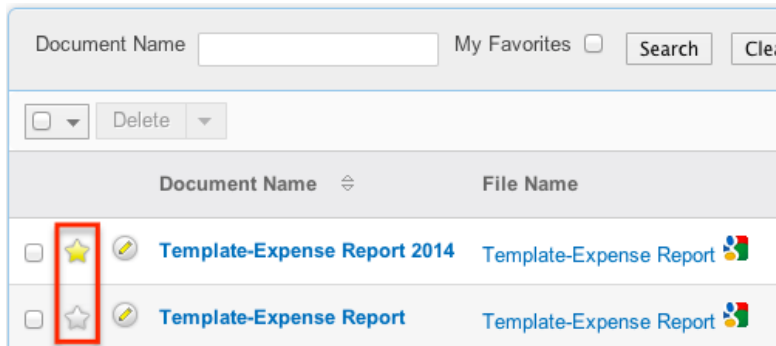 Document Name My Favorites Search
Delete
Document Name File Name
Template-Expense Report 2014 Template-Expense Report
Template-Expense Report Template-Expense Report